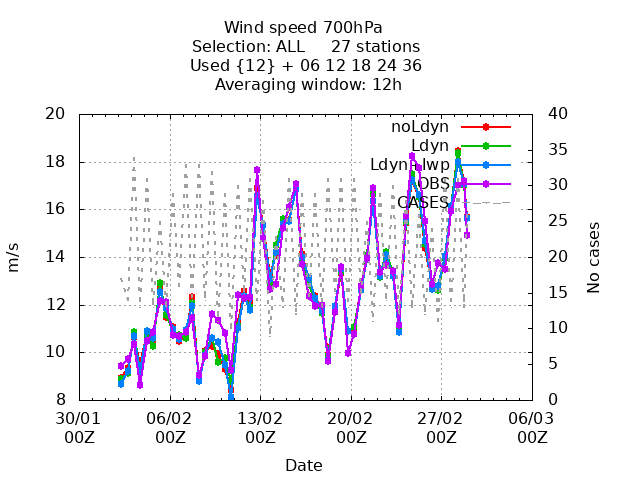 Wind speed 700hPa
Selection: ALL 27 stations
Used {12} + 06 12 18 24 36
Averaging window: 12h
20
18
16
14
12
10
8
m/s
40
35
30
25
20
15
10
5
0
No cases
noLdyn
Ldyn
Ldyn_lwp
OBS
CASES
30/01 06/02 13/02 20/02 27/02 06/03
00Z 00Z 00Z 00Z 00Z 00Z
Date